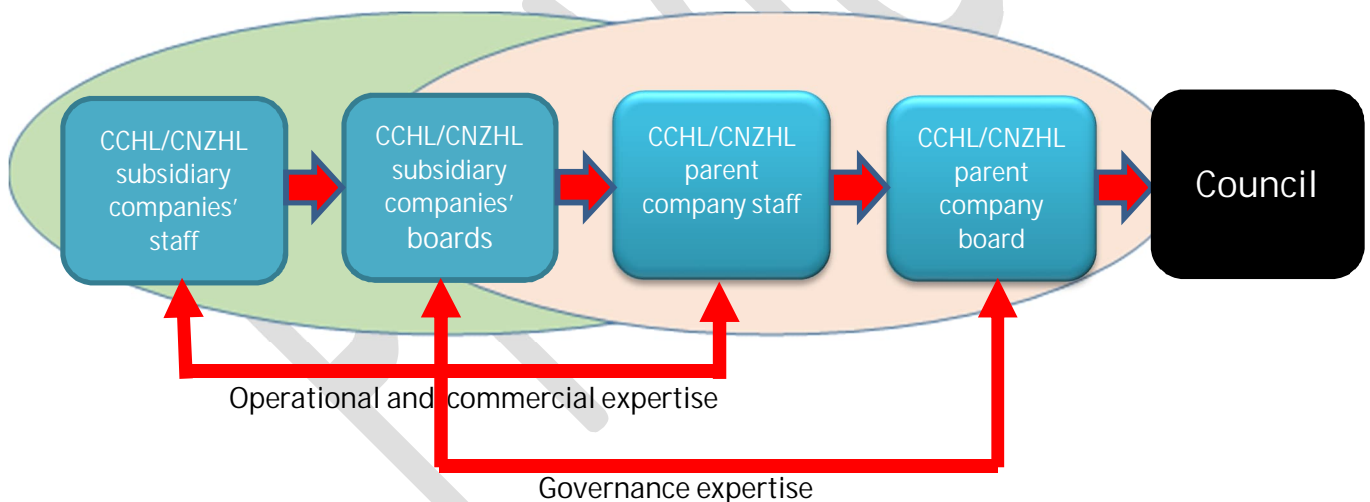 CCHL/CNZHL
subsidiary
companies'
staff
CCHL/CNZHL
subsidiary
companies'
boards
CCHL/CNZHL
parent
company staff
CCHL/CNZHL
parent
company
board
Council
Operational and commercial expertise
Governance expertise